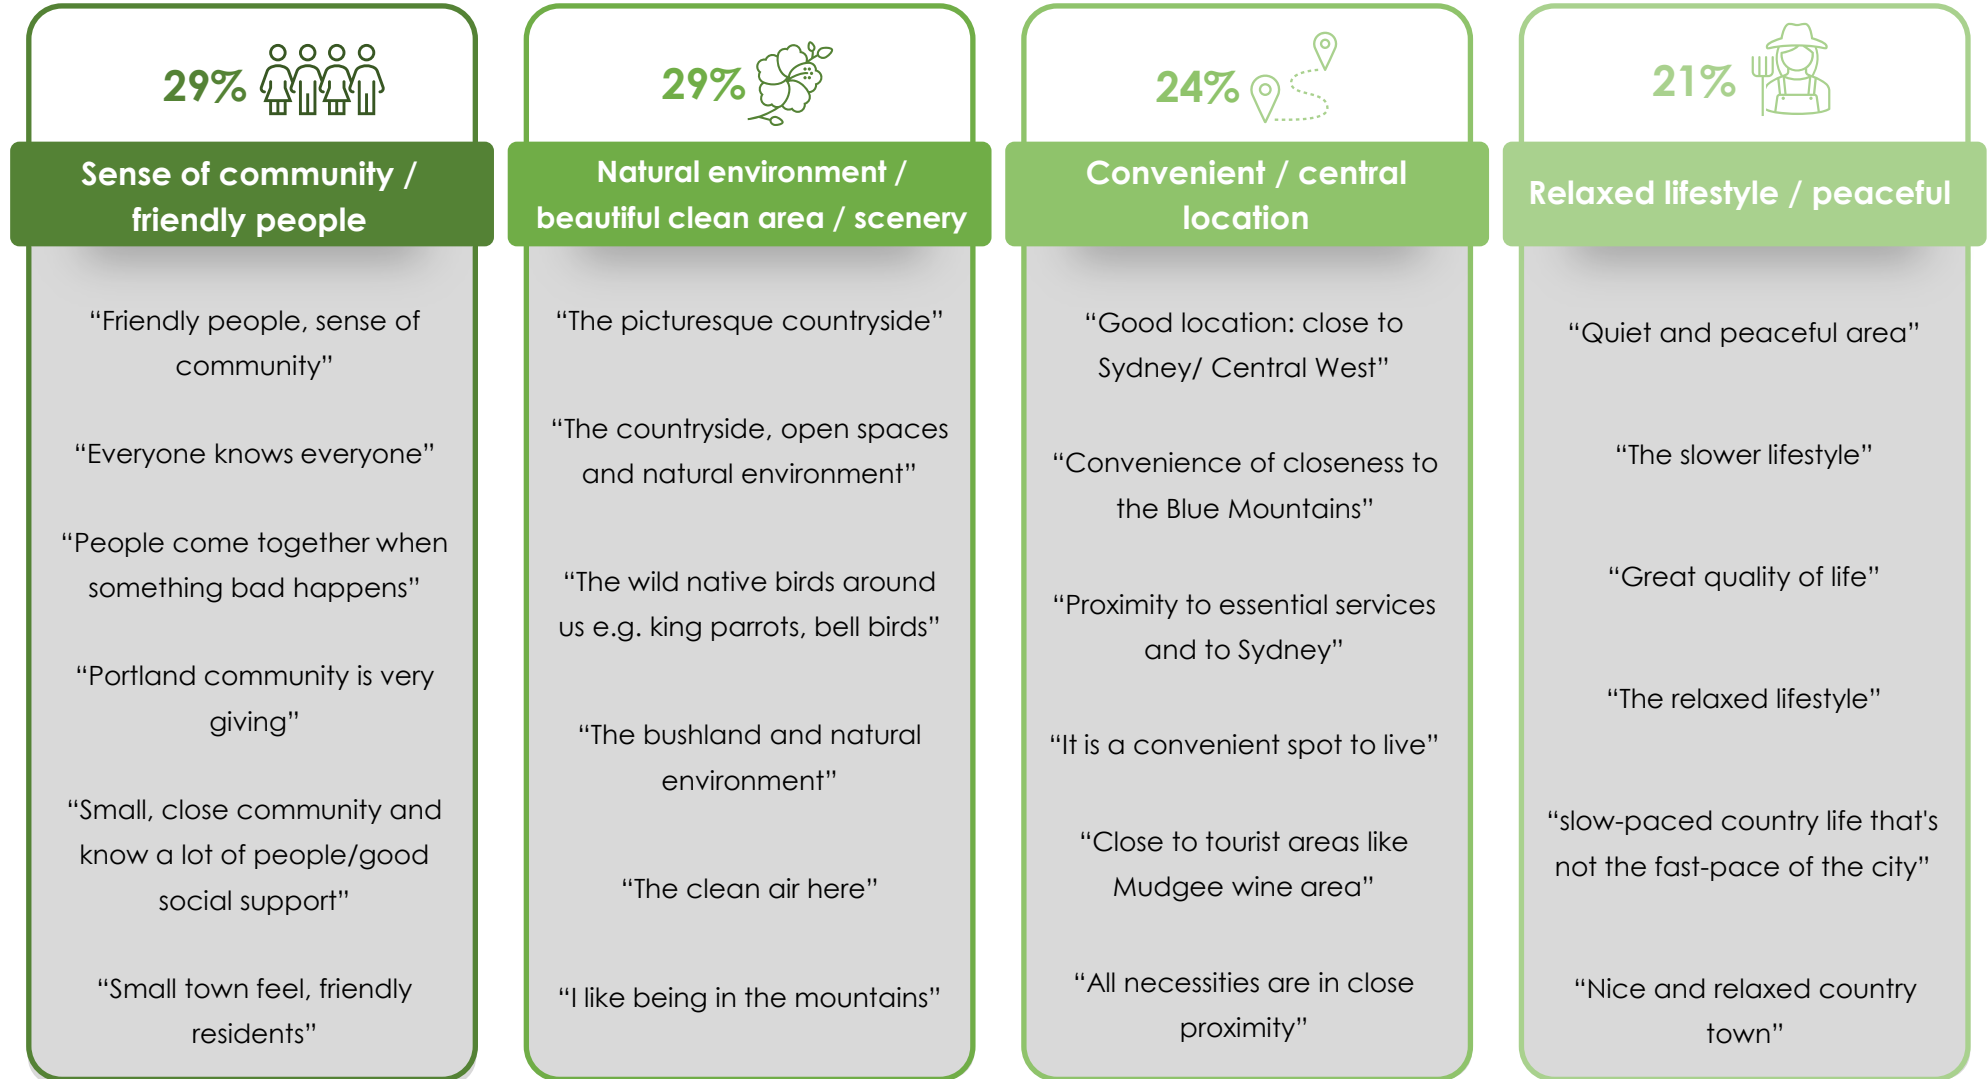 29%
Sense of community /
friendly people
“Friendly people, sense of
community”
“Everyone knows everyone”
“People come together when
something bad happens”
“Portland community is very
giving”
“Small, close community and
know a lot of people/good
social support”
“Small town feel, friendly
residents”
29%
Natural environment /
beautiful clean area / scenery
“The picturesque countryside”
“The countryside, open spaces
and natural environment”
“The wild native birds around
us e.g. king parrots, bell birds”
“The bushland and natural
environment”
“The clean air here”
“I like being in the mountains”
24%
Convenient / central
location
“Good location: close to
Sydney/ Central West”
“Convenience of closeness to
the Blue Mountains”
“Proximity to essential services
and to Sydney”
“It is a convenient spot to live”
“Close to tourist areas like
Mudgee wine area”
“All necessities are in close
proximity”
21%
Relaxed lifestyle / peaceful
“Quiet and peaceful area”
“The slower lifestyle”
“Great quality of life”
“The relaxed lifestyle”
“slow-paced country life that's
not the fast-pace of the city”
“Nice and relaxed country
town”